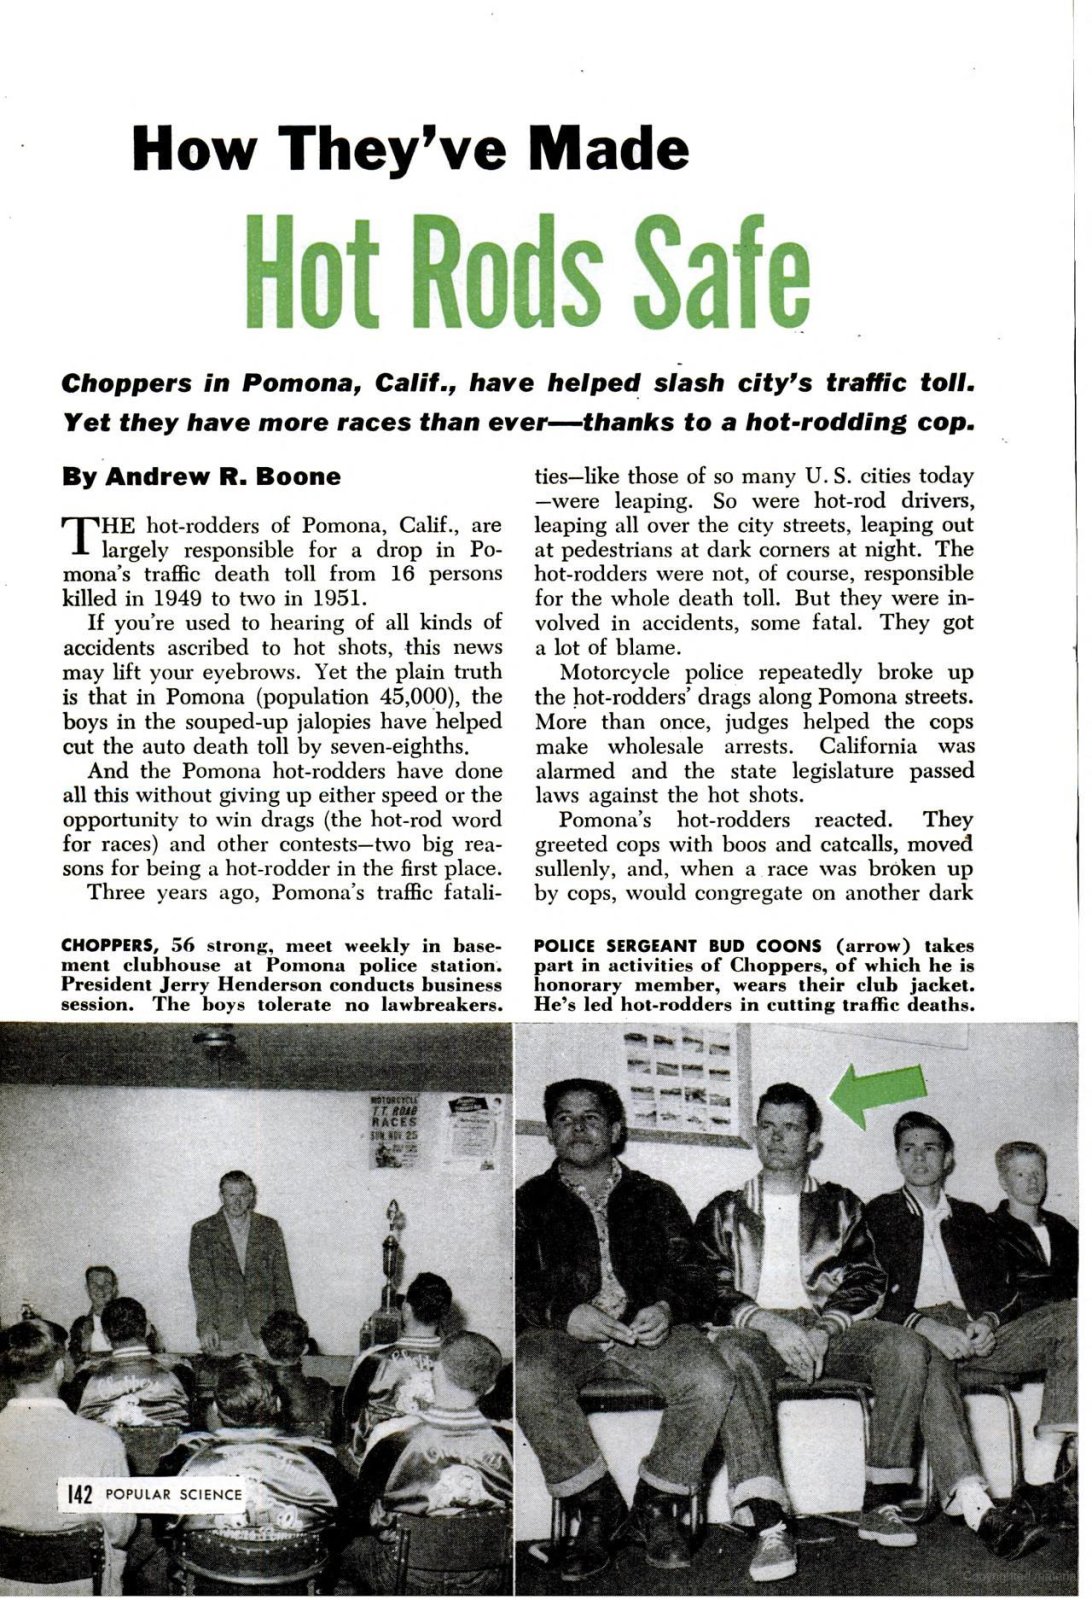 How They've Made
Hot Rods Safe
Choppers in Pomona, Calif., have helped slash city's traffic toll.
Yet they have more races than ever—thanks to a hot-rodding cop.
By Andrew R. Boone
THE hot-rodders of Pomona, Calif., are
largely responsible for a drop in Po-
mona's traffic death toll from 16 persons
killed in 1949 to two in 1951.
If you're used to hearing of all kinds of
accidents ascribed to hot shots, this news
may lift your eyebrows. Yet the plain truth
is that in Pomona (population 45,000), the
boys in the souped-up jalopies have helped
cut the auto death toll by seven-eighths.
And the Pomona hot-rodders have done
all this without giving up either speed or the
opportunity to win drags (the hot-rod word
for races) and other contests—two big rea-
sons for being a hot-rodder in the first place.
Three years ago, Pomona's traffic fatali-
ties—like those of so many U. S. cities today
—were leaping. So were hot-rod drivers,
leaping all over the city streets, leaping out
at pedestrians at dark corners at night. The
hot-rodders were not, of course, responsible
for the whole death toll. But they were in-
volved in accidents, some fatal. They got
a lot of blame.
Motorcycle police repeatedly broke up
the hot-rodders' drags along Pomona streets.
More than once, judges helped the cops
make wholesale arrests. California was
alarmed and the state legislature passed
laws against the hot shots.
Pomona's hot-rodders reacted. They
greeted cops with boos and catcalls, moved
sullenly, and, when a race was broken up
by cops, would congregate on another dark
CHOPPERS, 56 strong, meet weekly in base-
ment clubhouse at Pomona police station.
President Jerry Henderson conducts business
session. The boys tolerate no lawbreakers.
POLICE SERGEANT BUD COONS (arrow) takes
part in activities of Choppers, of which he is
honorary member, wears their club jacket.
He's led hot-rodders in cutting traffic deaths.
MOTORCYCLE
T.T. ROAD
RACES
SUN. NOV. 25
142 POPULAR SCIENCE
Copyrighted material